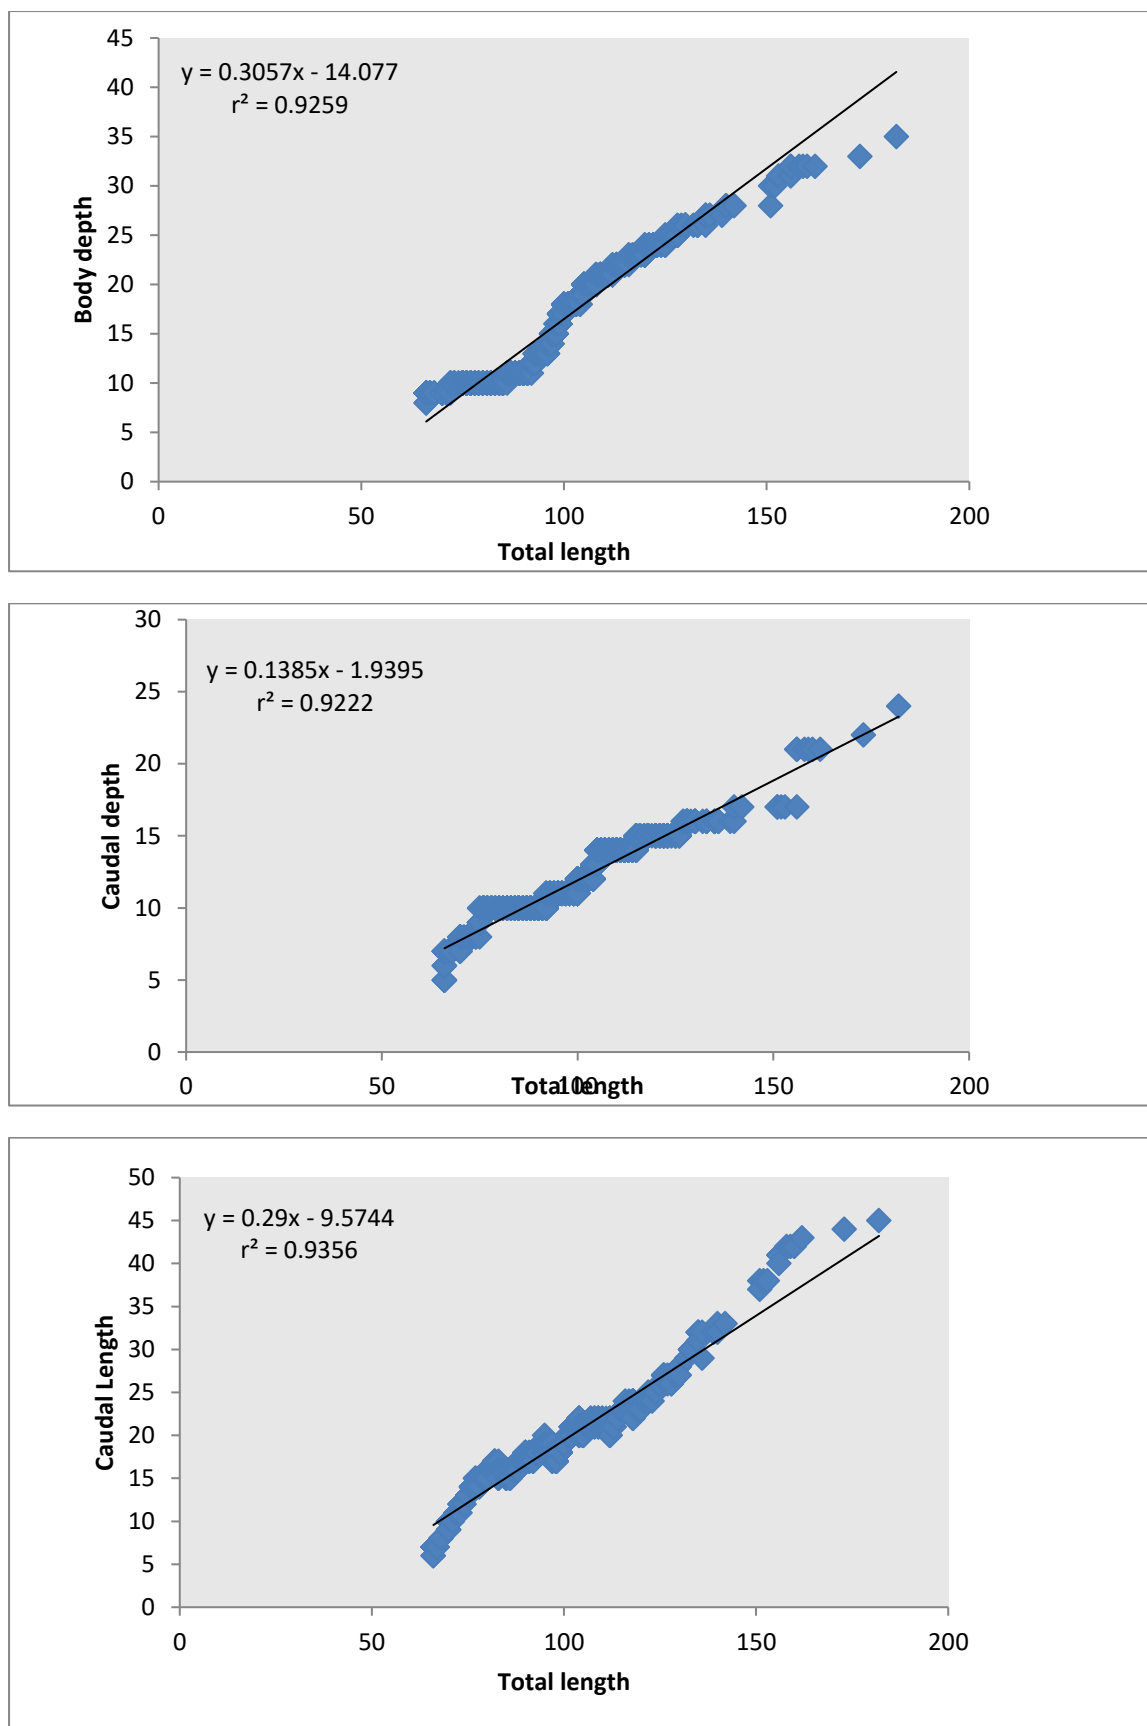 45
40
35
30
25
20
15
10
5
0
y = 0.3057x - 14.077
r² = 0.9259
Body depth
0 50 100 150 200
Total length
30
25
20
15
10
5
0
y = 0.1385x - 1.9395
r² = 0.9222
Caudal depth
0 50 100 150 200
Total length
50
45
40
35
30
25
20
15
10
5
0
y = 0.29x - 9.5744
r² = 0.9356
Caudal Length
0 50 100 150 200
Total length